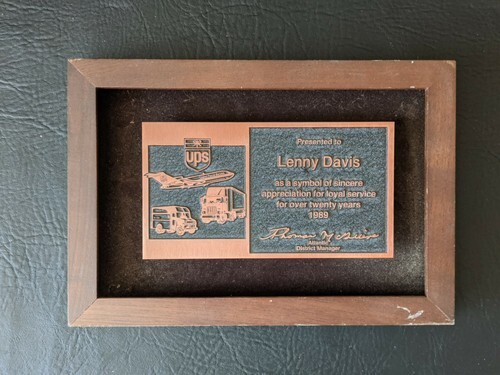 ups
Presented to
Lenny Davis
as a symbol of sincere
appreciation for loyal service
for over twenty years
1989
Atlantic
District Manager